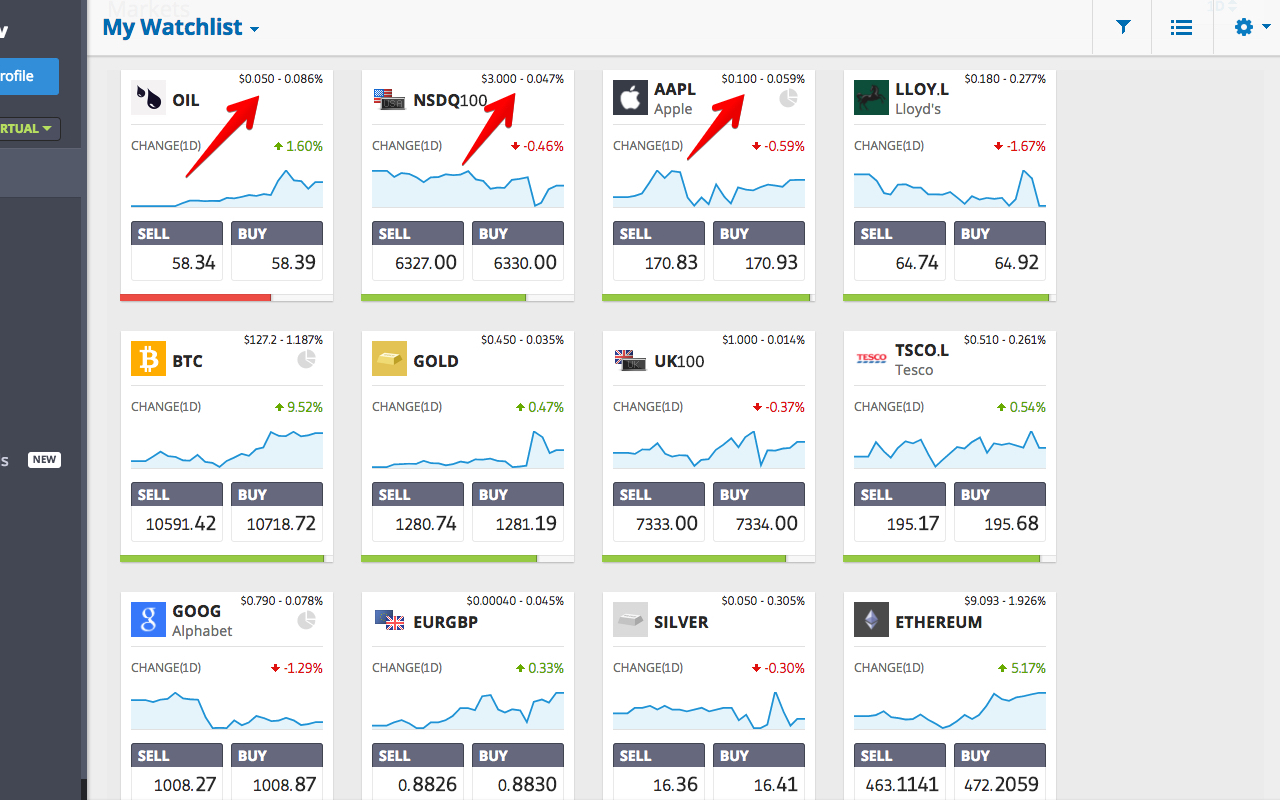 Markets
My Watchlist
1D
v
rofile
RTUAL
s NEW
$0.050 - 0.086%
OIL
CHANGE(1D) 1.60%
SELL BUY
58.34 58.39
$3.000 - 0.047%
NSDQ100
CHANGE(1D) -0.46%
SELL BUY
6327.00 6330.00
$0.100 - 0.059%
AAPL
Apple
CHANGE(1D) -0.59%
SELL BUY
170.83 170.93
$0.180 - 0.277%
LLOY.L
Lloyd's
CHANGE(1D) -1.67%
SELL BUY
64.74 64.92
$127.2 - 1.187%
BTC
CHANGE(1D) 9.52%
SELL BUY
10591.42 10718.72
$0.450 - 0.035%
GOLD
CHANGE(1D) 0.47%
SELL BUY
1280.74 1281.19
$1.000 - 0.014%
UK100
CHANGE(1D) -0.37%
SELL BUY
7333.00 7334.00
$0.510 - 0.261%
TESCO
TSCO.L
Tesco
CHANGE(1D) 0.54%
SELL BUY
195.17 195.68
$0.790 - 0.078%
GOOG
Alphabet
CHANGE(1D) -1.29%
SELL BUY
1008.27 1008.87
$0.00040 - 0.045%
EURGBP
CHANGE(1D) 0.33%
SELL BUY
0.8826 0.8830
$0.050 - 0.305%
SILVER
CHANGE(1D) -0.30%
SELL BUY
16.36 16.41
$9.093 - 1.926%
ETHEREUM
CHANGE(1D) 5.17%
SELL BUY
463.1141 472.2059